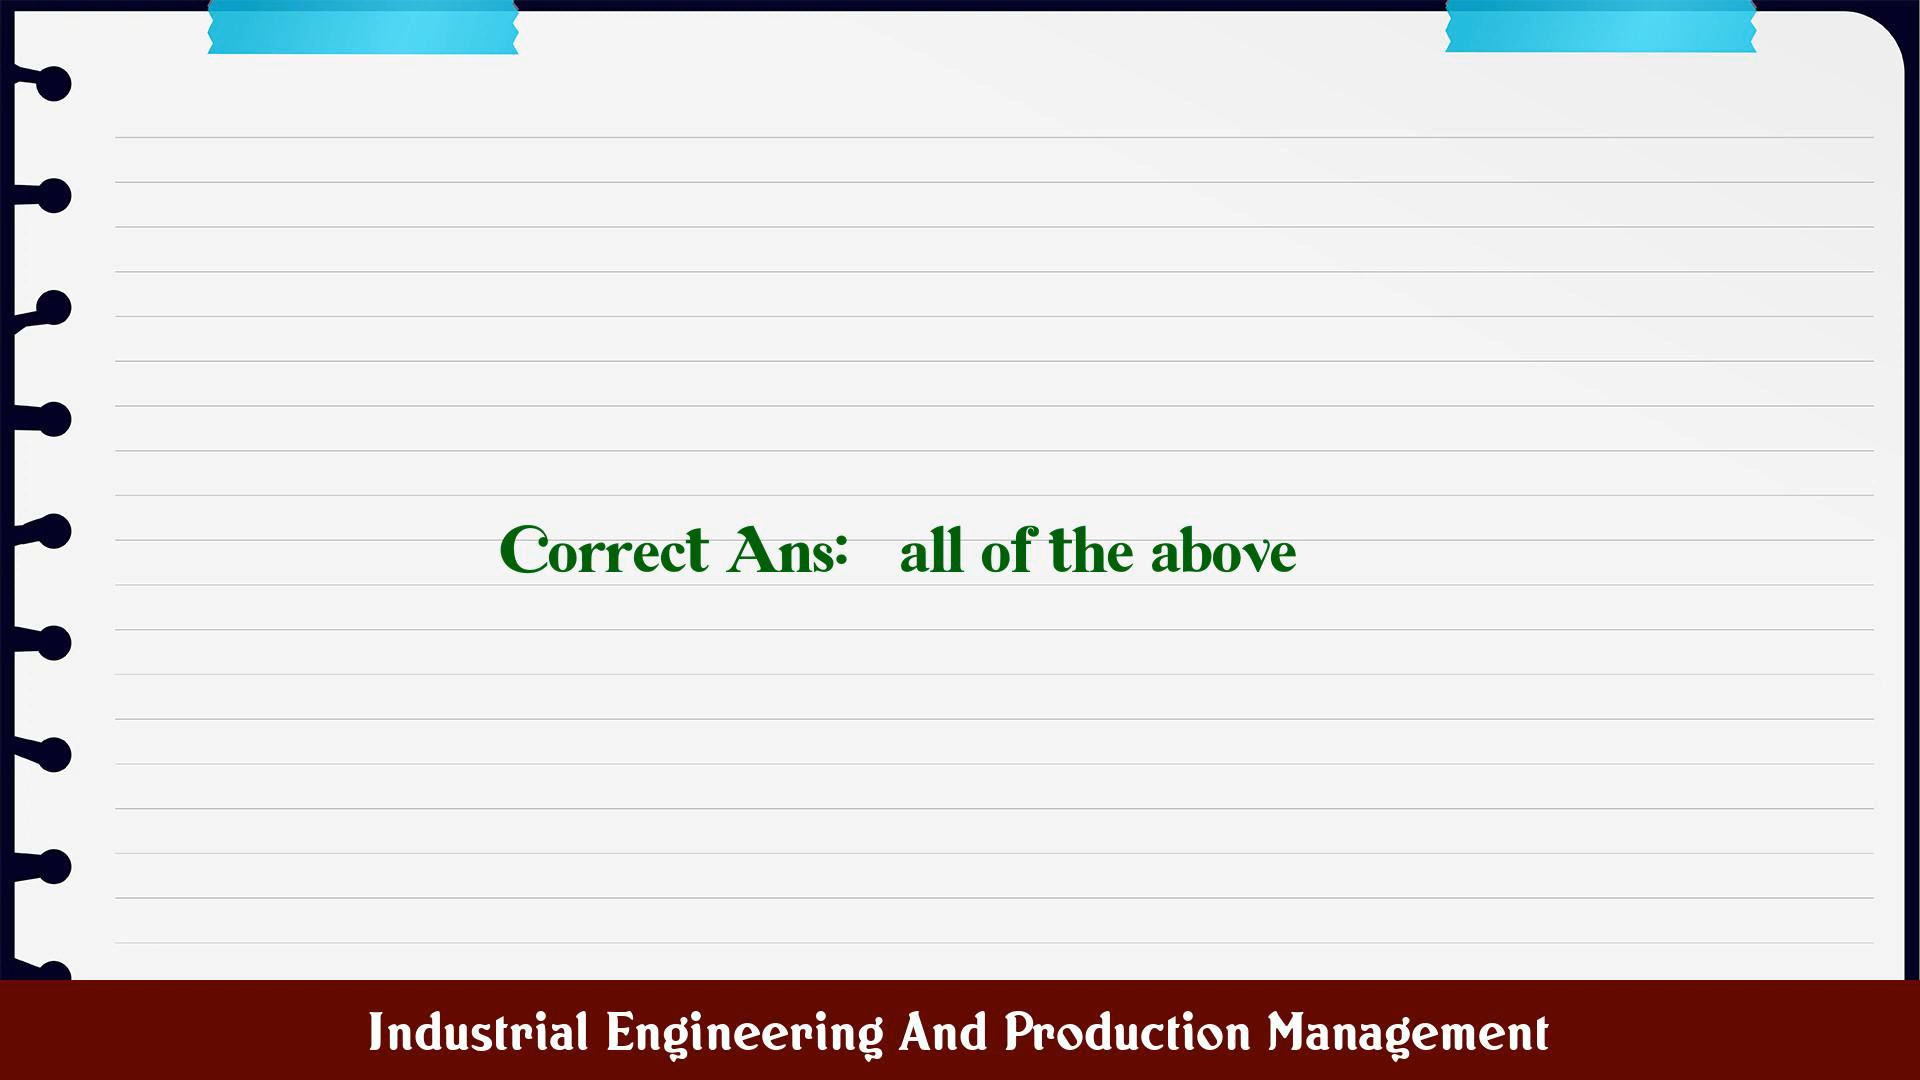 Correct Ans: all of the above
Industrial Engineering And Production Management